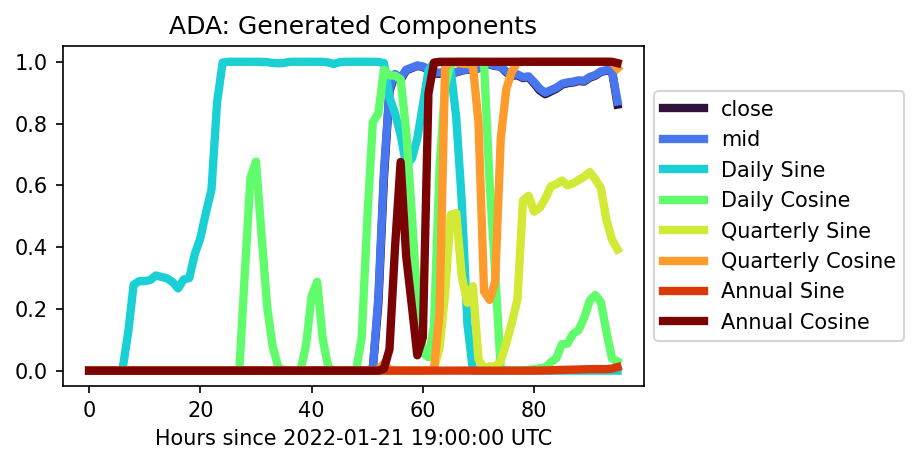 ADA: Generated Components
1.0
0.8
0.6
0.4
0.2
0.0
0 20 40 60 80
Hours since 2022-01-21 19:00:00 UTC
close
mid
Daily Sine
Daily Cosine
Quarterly Sine
Quarterly Cosine
Annual Sine
Annual Cosine